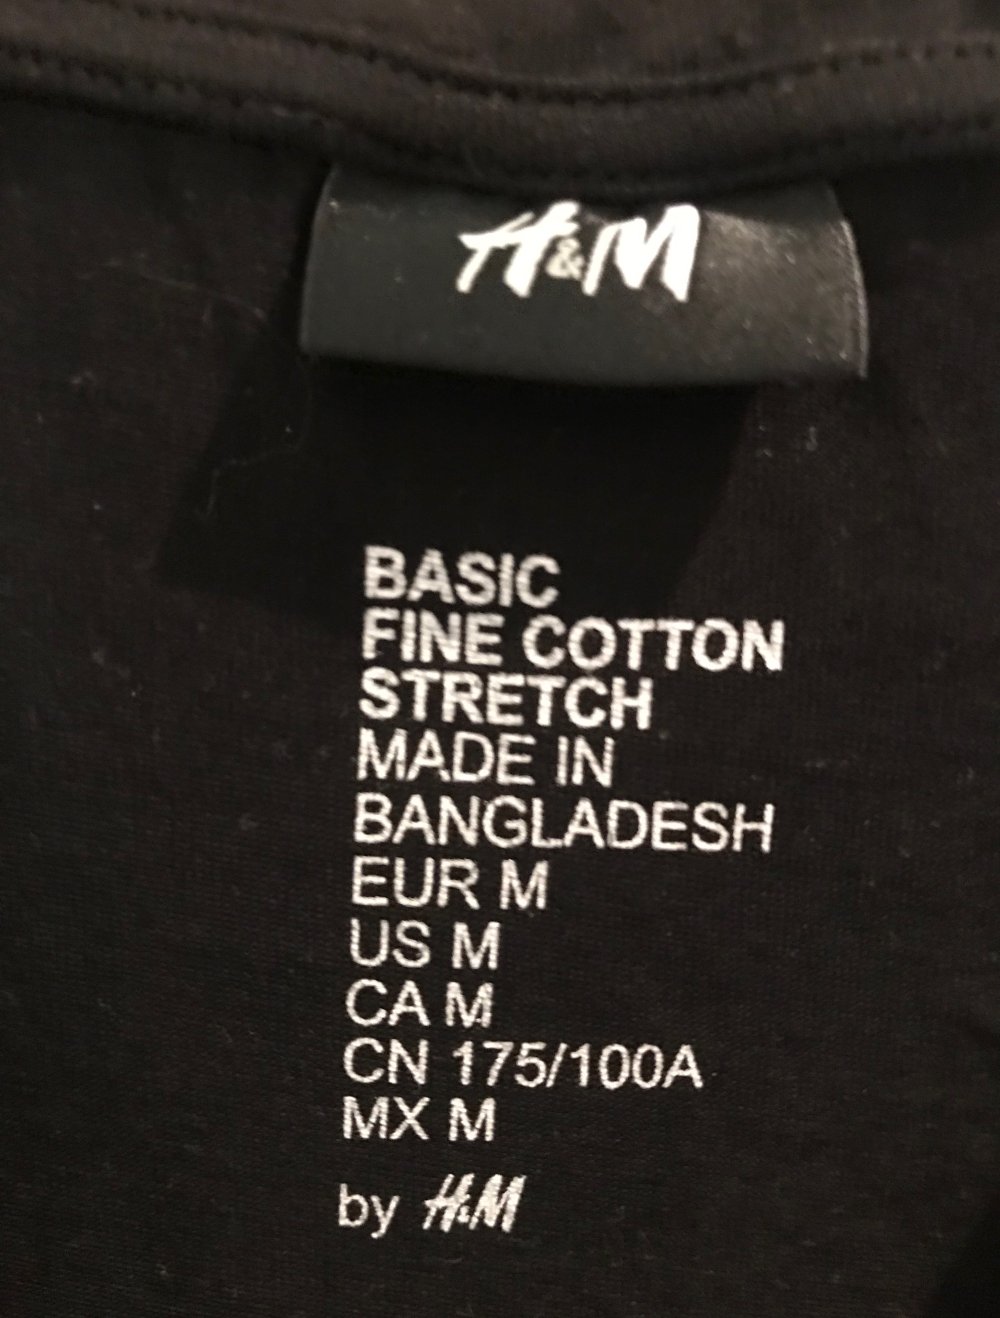 H&M
BASIC
FINE COTTON
STRETCH
MADE IN
BANGLADESH
EUR M
US M
CA M
CN 175/100A
MX M
by H&M